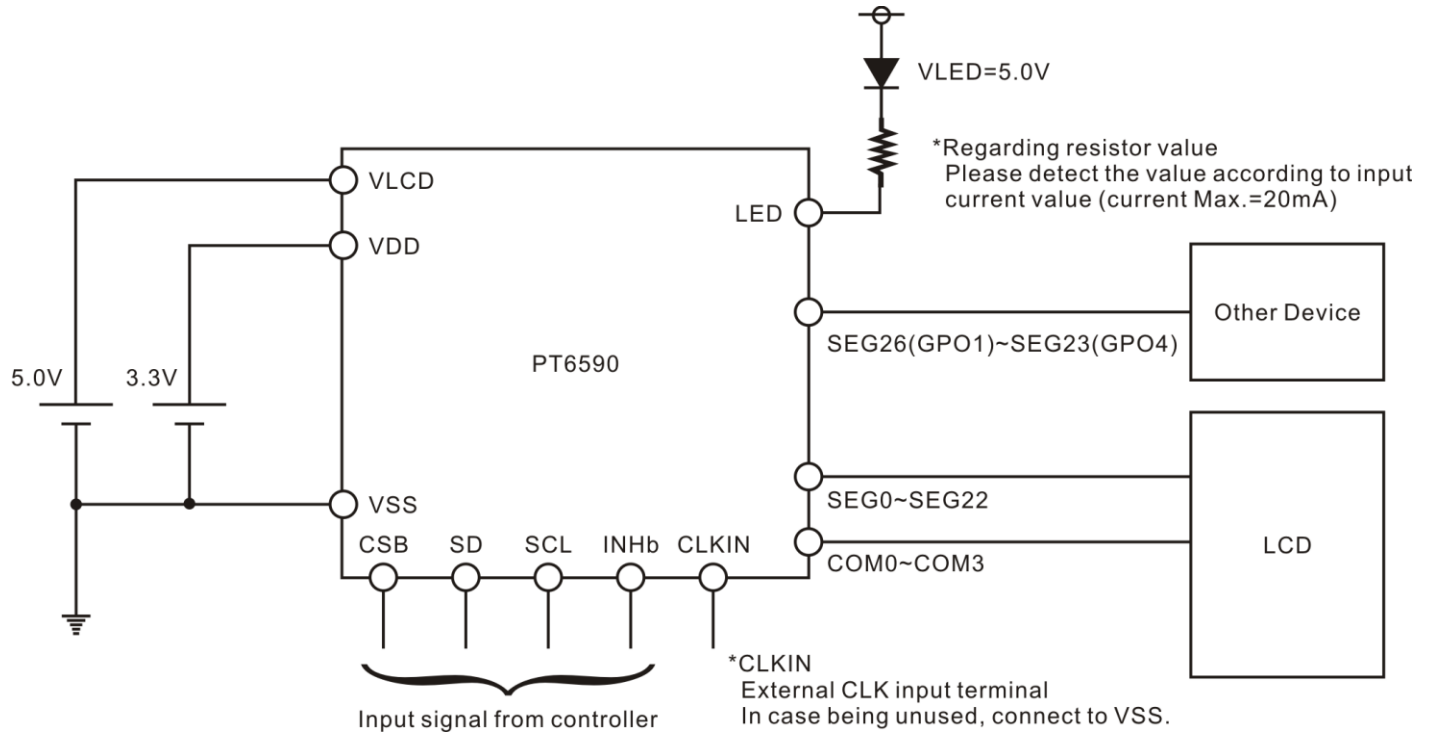 VLED=5.0V
*Regarding resistor value
Please detect the value according to input
current value (current Max.=20mA)
VLCD
LED
VDD
Other Device
SEG26(GPO1)~SEG23(GPO4)
PT6590
5.0V
3.3V
SEG0~SEG22
VSS
CSB
SD
SCL
INHb
CLKIN
COM0~COM3
LCD
*CLKIN
External CLK input terminal
In case being unused, connect to VSS.
Input signal from controller